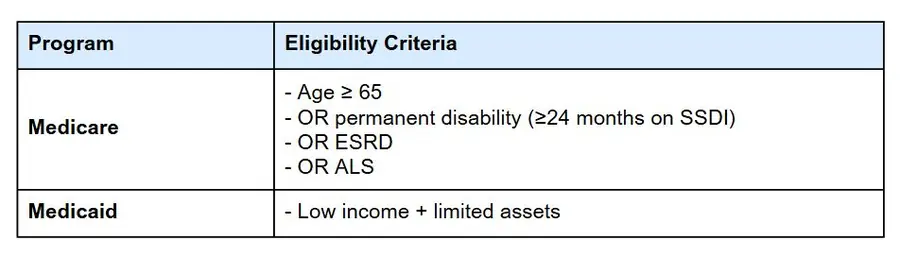 Program Eligibility Criteria
Medicare
- Age ≥ 65
- OR permanent disability (≥24 months on SSDI)
- OR ESRD
- OR ALS
Medicaid - Low income + limited assets